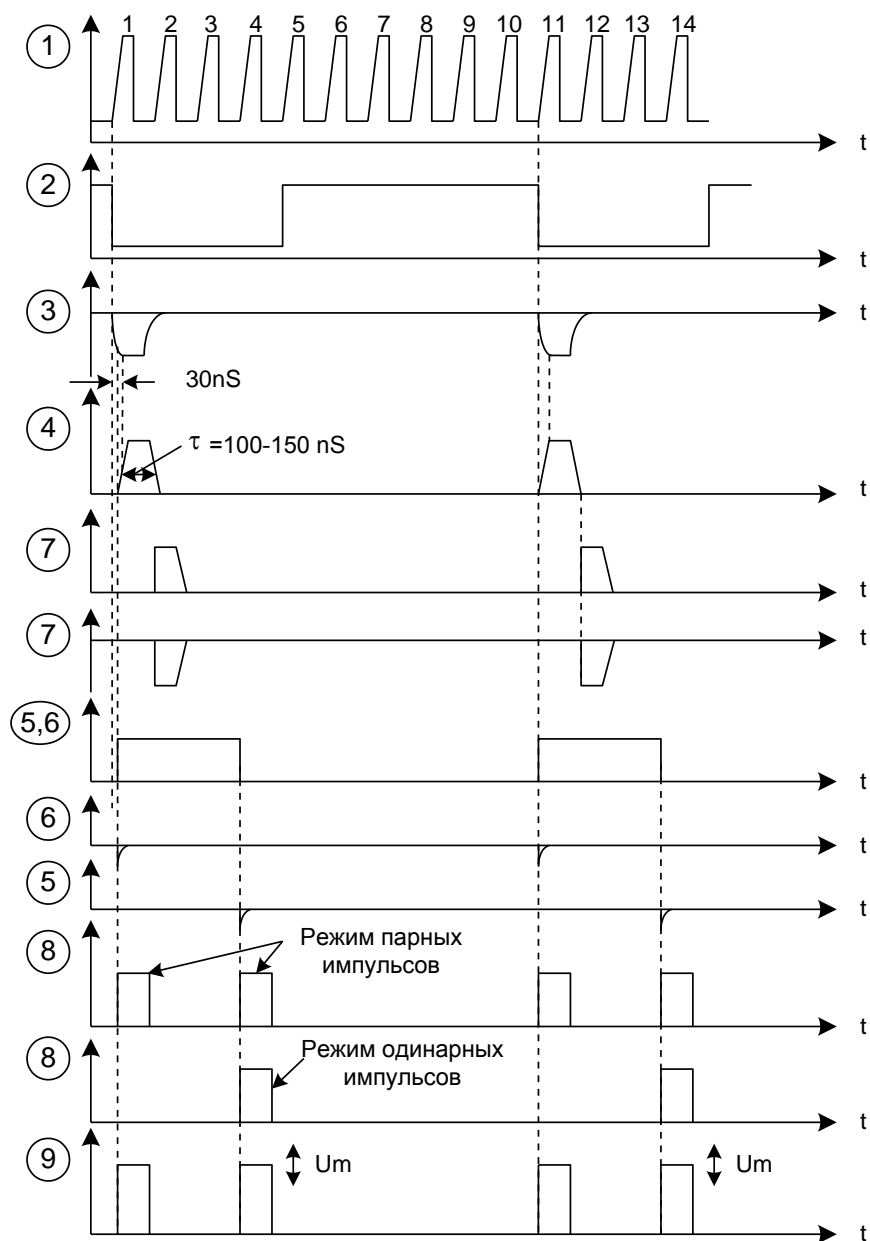 1 2 3 4 5 6 7 8 9 10 11 12 13 14
1
t
2
t
3
t
30nS
4
τ =100-150 nS
t
7
t
7
t
5,6
t
6
t
5
t
8
Режим парных
импульсов
t
8
Режим одинарных
импульсов
t
9
Um
Um
t